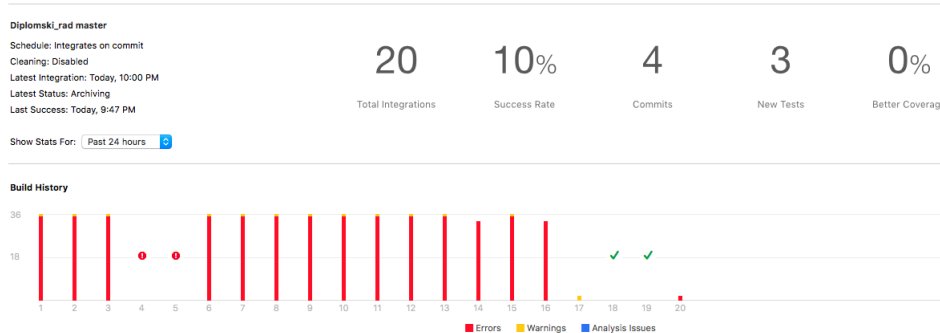 Diplomski_rad master
Schedule: Integrates on commit
Cleaning: Disabled
Latest Integration: Today, 10:00 PM
Latest Status: Archiving
Last Success: Today, 9:47 PM
20
Total Integrations
10%
Success Rate
4
Commits
3
New Tests
0%
Better Coverag
Show Stats For: Past 24 hours
Build History
36
18
1 2 3 4 5 6 7 8 9 10 11 12 13 14 15 16 17 18 19 20
Errors Warnings Analysis Issues